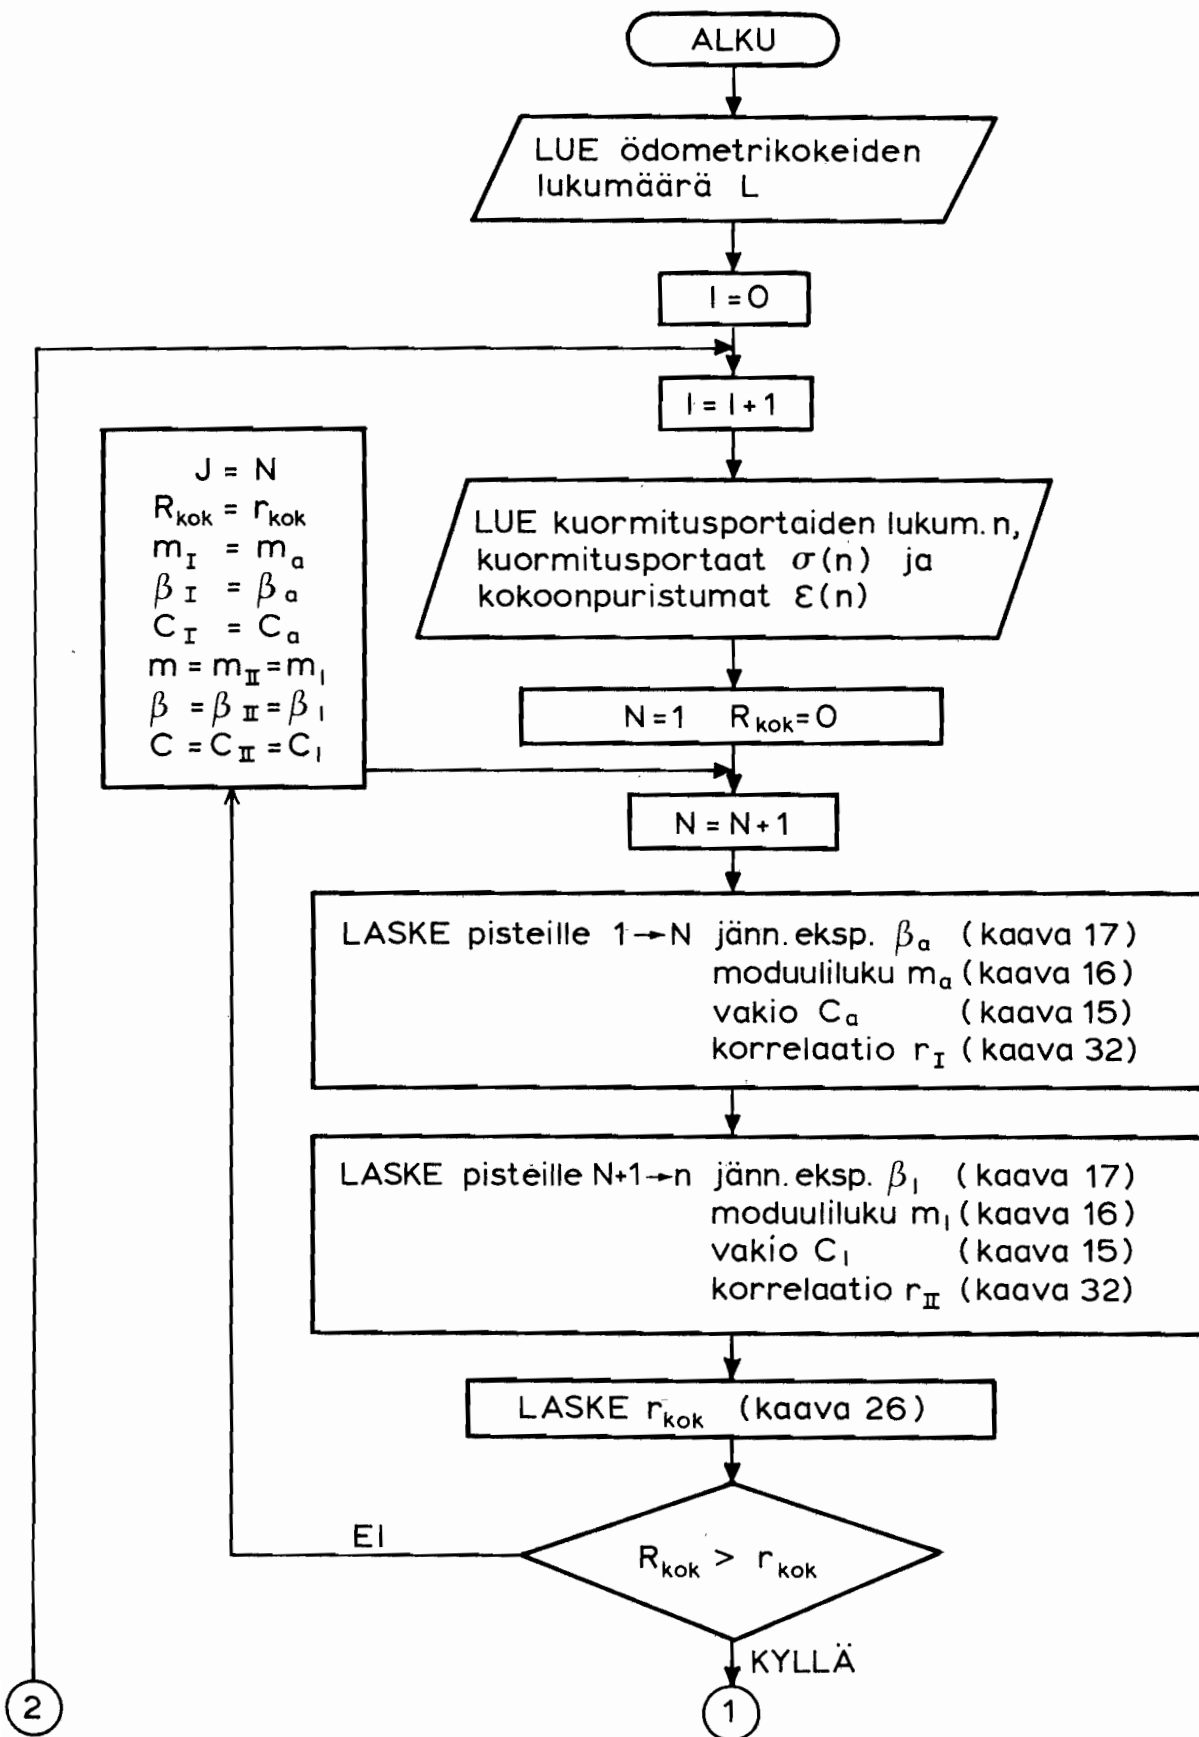 ALKU
LUE ödometrikokeiden
lukumäärä L
I = 0
I = I + 1
J = N
R_kok = r_kok
m_I = m_a
β_I = β_a
C_I = C_a
m = m_II = m_l
β = β_II = β_l
C = C_II = C_l
LUE kuormitusportaiden lukum. n,
kuormitusportaat σ(n) ja
kokoonpuristumat ε(n)
N = 1 R_kok = 0
N = N + 1
LASKE pisteille 1→N jänn. eksp. β_a (kaava 17)
moduuliluku m_a (kaava 16)
vakio C_a (kaava 15)
korrelaatio r_I (kaava 32)
LASKE pisteille N+1→n jänn. eksp. β_l (kaava 17)
moduuliluku m_l (kaava 16)
vakio C_l (kaava 15)
korrelaatio r_II (kaava 32)
LASKE r_kok (kaava 26)
EI
R_kok > r_kok
KYLLÄ
2
1